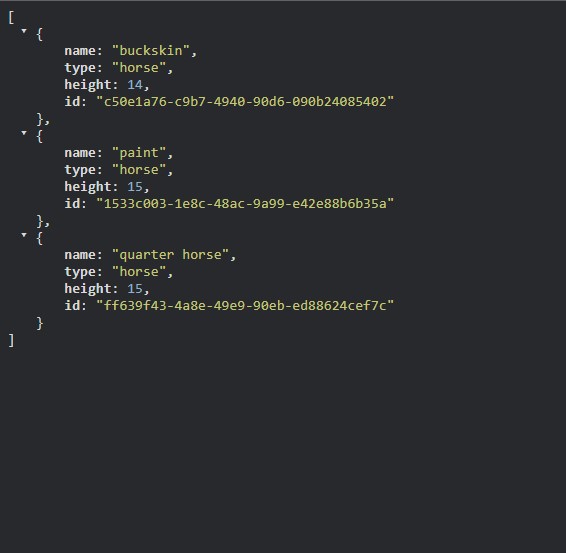 [
{
name: "buckskin",
type: "horse",
height: 14,
id: "c50e1a76-c9b7-4940-90d6-090b24085402"
},
{
name: "paint",
type: "horse",
height: 15,
id: "1533c003-1e8c-48ac-9a99-e42e88b6b35a"
},
{
name: "quarter horse",
type: "horse",
height: 15,
id: "ff639f43-4a8e-49e9-90eb-ed88624cef7c"
}
]